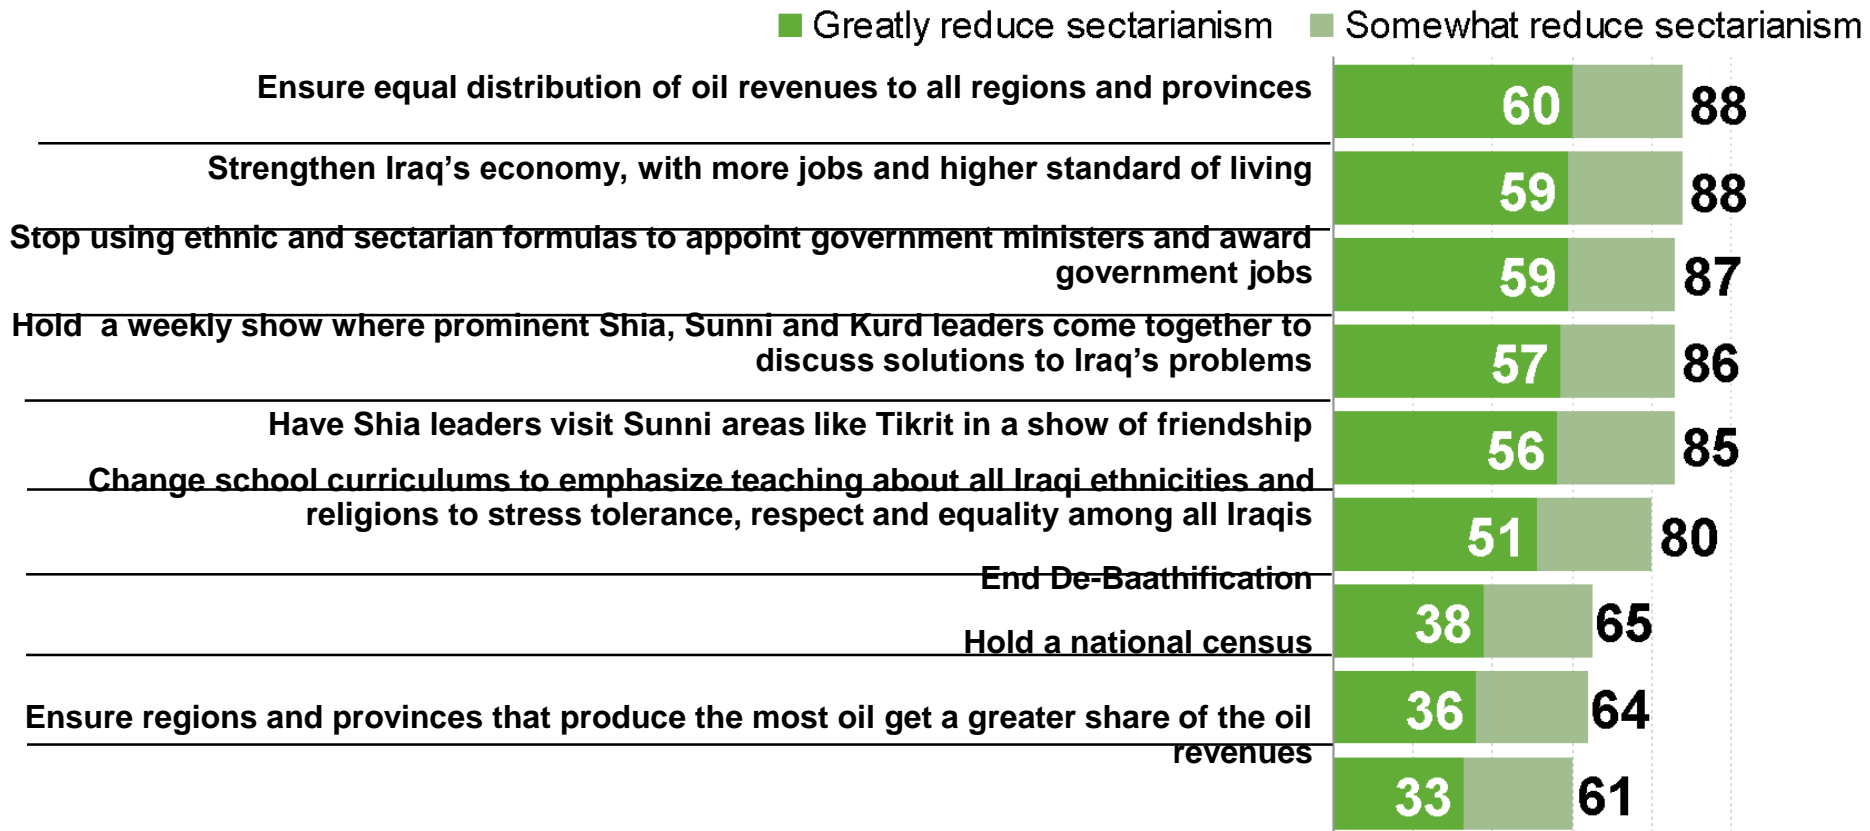 Greatly reduce sectarianism Somewhat reduce sectarianism
Ensure equal distribution of oil revenues to all regions and provinces
60 88
Strengthen Iraq’s economy, with more jobs and higher standard of living
59 88
Stop using ethnic and sectarian formulas to appoint government ministers and award
government jobs
59 87
Hold a weekly show where prominent Shia, Sunni and Kurd leaders come together to
discuss solutions to Iraq’s problems
57 86
Have Shia leaders visit Sunni areas like Tikrit in a show of friendship
56 85
Change school curriculums to emphasize teaching about all Iraqi ethnicities and
religions to stress tolerance, respect and equality among all Iraqis
51 80
End De-Baathification
38 65
Hold a national census
36 64
Ensure regions and provinces that produce the most oil get a greater share of the oil
revenues
33 61